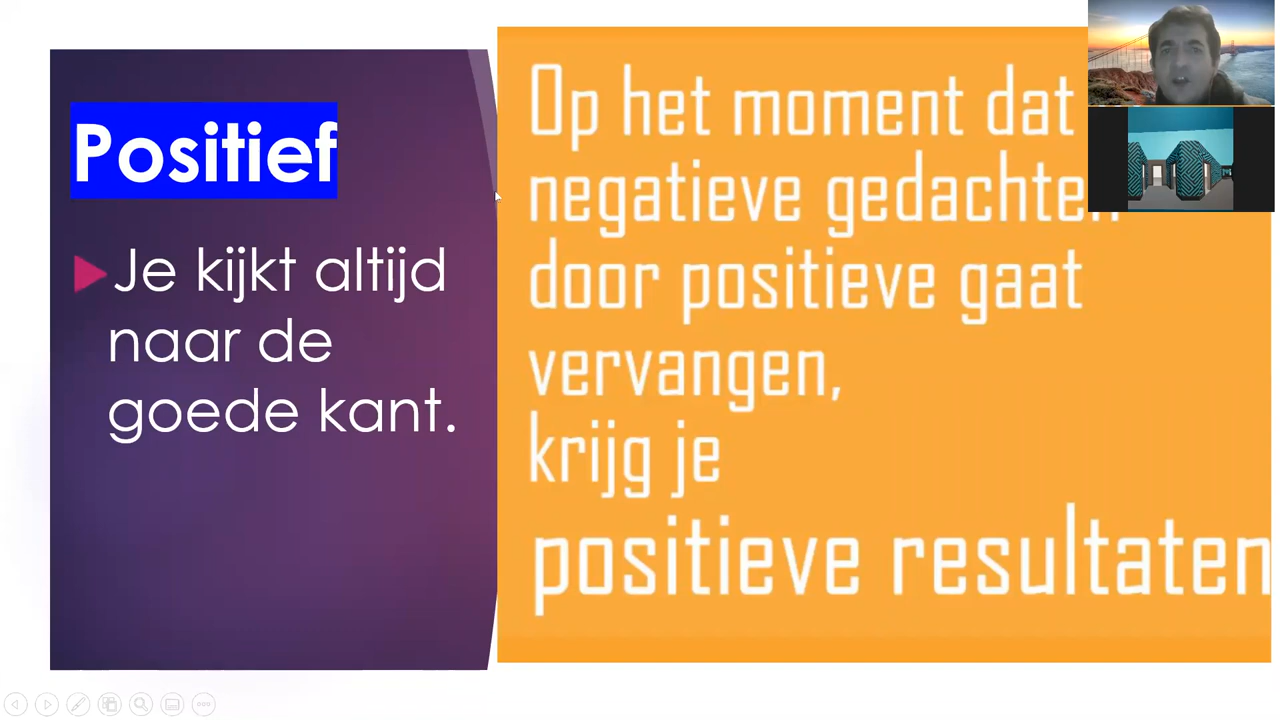 Positief
Je kijkt altijd
naar de
goede kant.
Op het moment dat
negatieve gedachten
door positieve gaat
vervangen,
krijg je
positieve resultaten